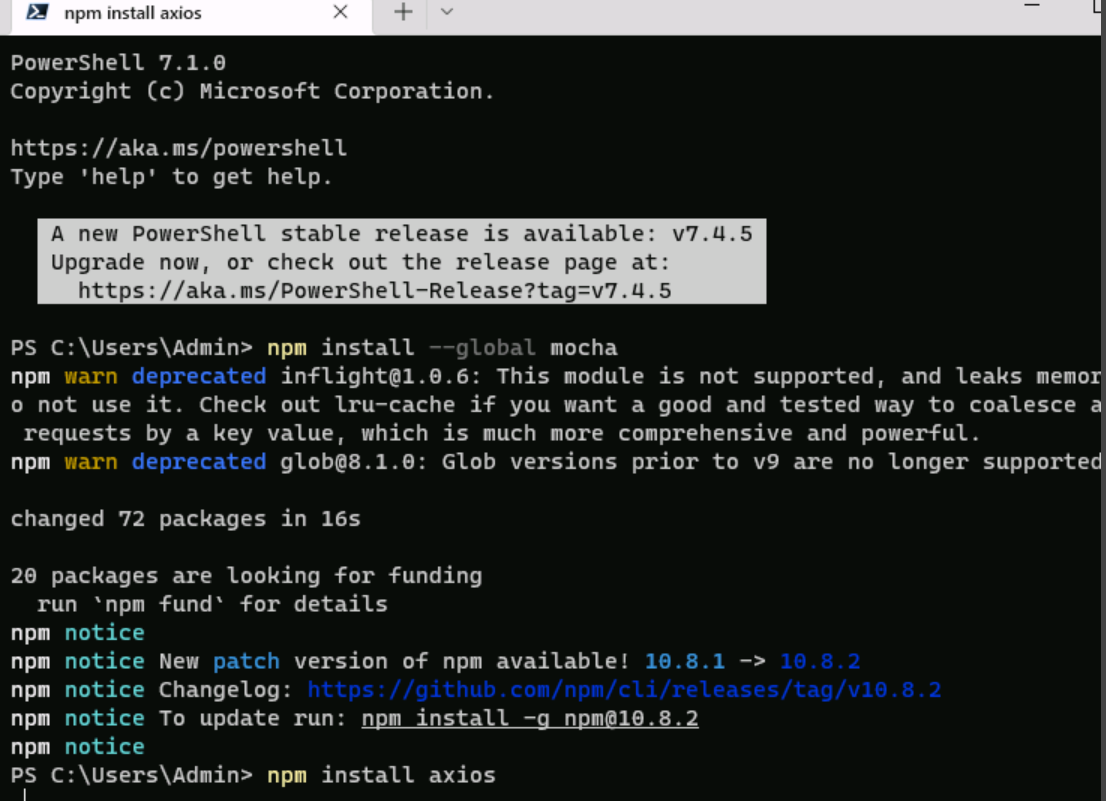 npm install axios
PowerShell 7.1.0
Copyright (c) Microsoft Corporation.
https://aka.ms/powershell
Type 'help' to get help.
A new PowerShell stable release is available: v7.4.5
Upgrade now, or check out the release page at:
https://aka.ms/PowerShell-Release?tag=v7.4.5
PS C:\Users\Admin> npm install --global mocha
npm warn deprecated inflight@1.0.6: This module is not supported, and leaks memor
o not use it. Check out lru-cache if you want a good and tested way to coalesce a
requests by a key value, which is much more comprehensive and powerful.
npm warn deprecated glob@8.1.0: Glob versions prior to v9 are no longer supported
changed 72 packages in 16s
20 packages are looking for funding
run `npm fund` for details
npm notice
npm notice New patch version of npm available! 10.8.1 -> 10.8.2
npm notice Changelog: https://github.com/npm/cli/releases/tag/v10.8.2
npm notice To update run: npm install -g npm@10.8.2
npm notice
PS C:\Users\Admin> npm install axios